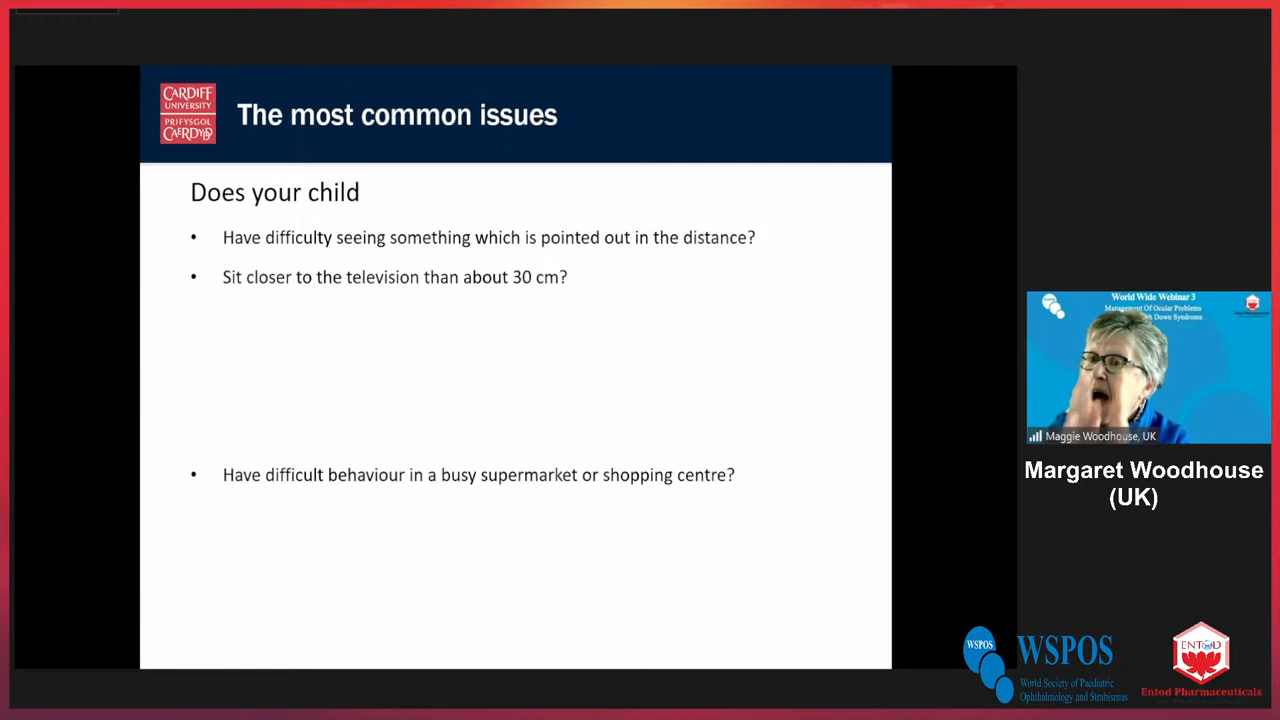 CARDIFF
UNIVERSITY
PRIFYSGOL
CAERDYDD
The most common issues
Does your child
• Have difficulty seeing something which is pointed out in the distance?
• Sit closer to the television than about 30 cm?
• Have difficult behaviour in a busy supermarket or shopping centre?
World Wide Webinar 3
Management Of Ocular Problems
th Down Syndrome
Maggie Woodhouse, UK
Margaret Woodhouse
(UK)
WSPOS
WSPOS
World Society of Paediatric
Ophthalmology and Strabismus
ENTOD
Entod Pharmaceuticals